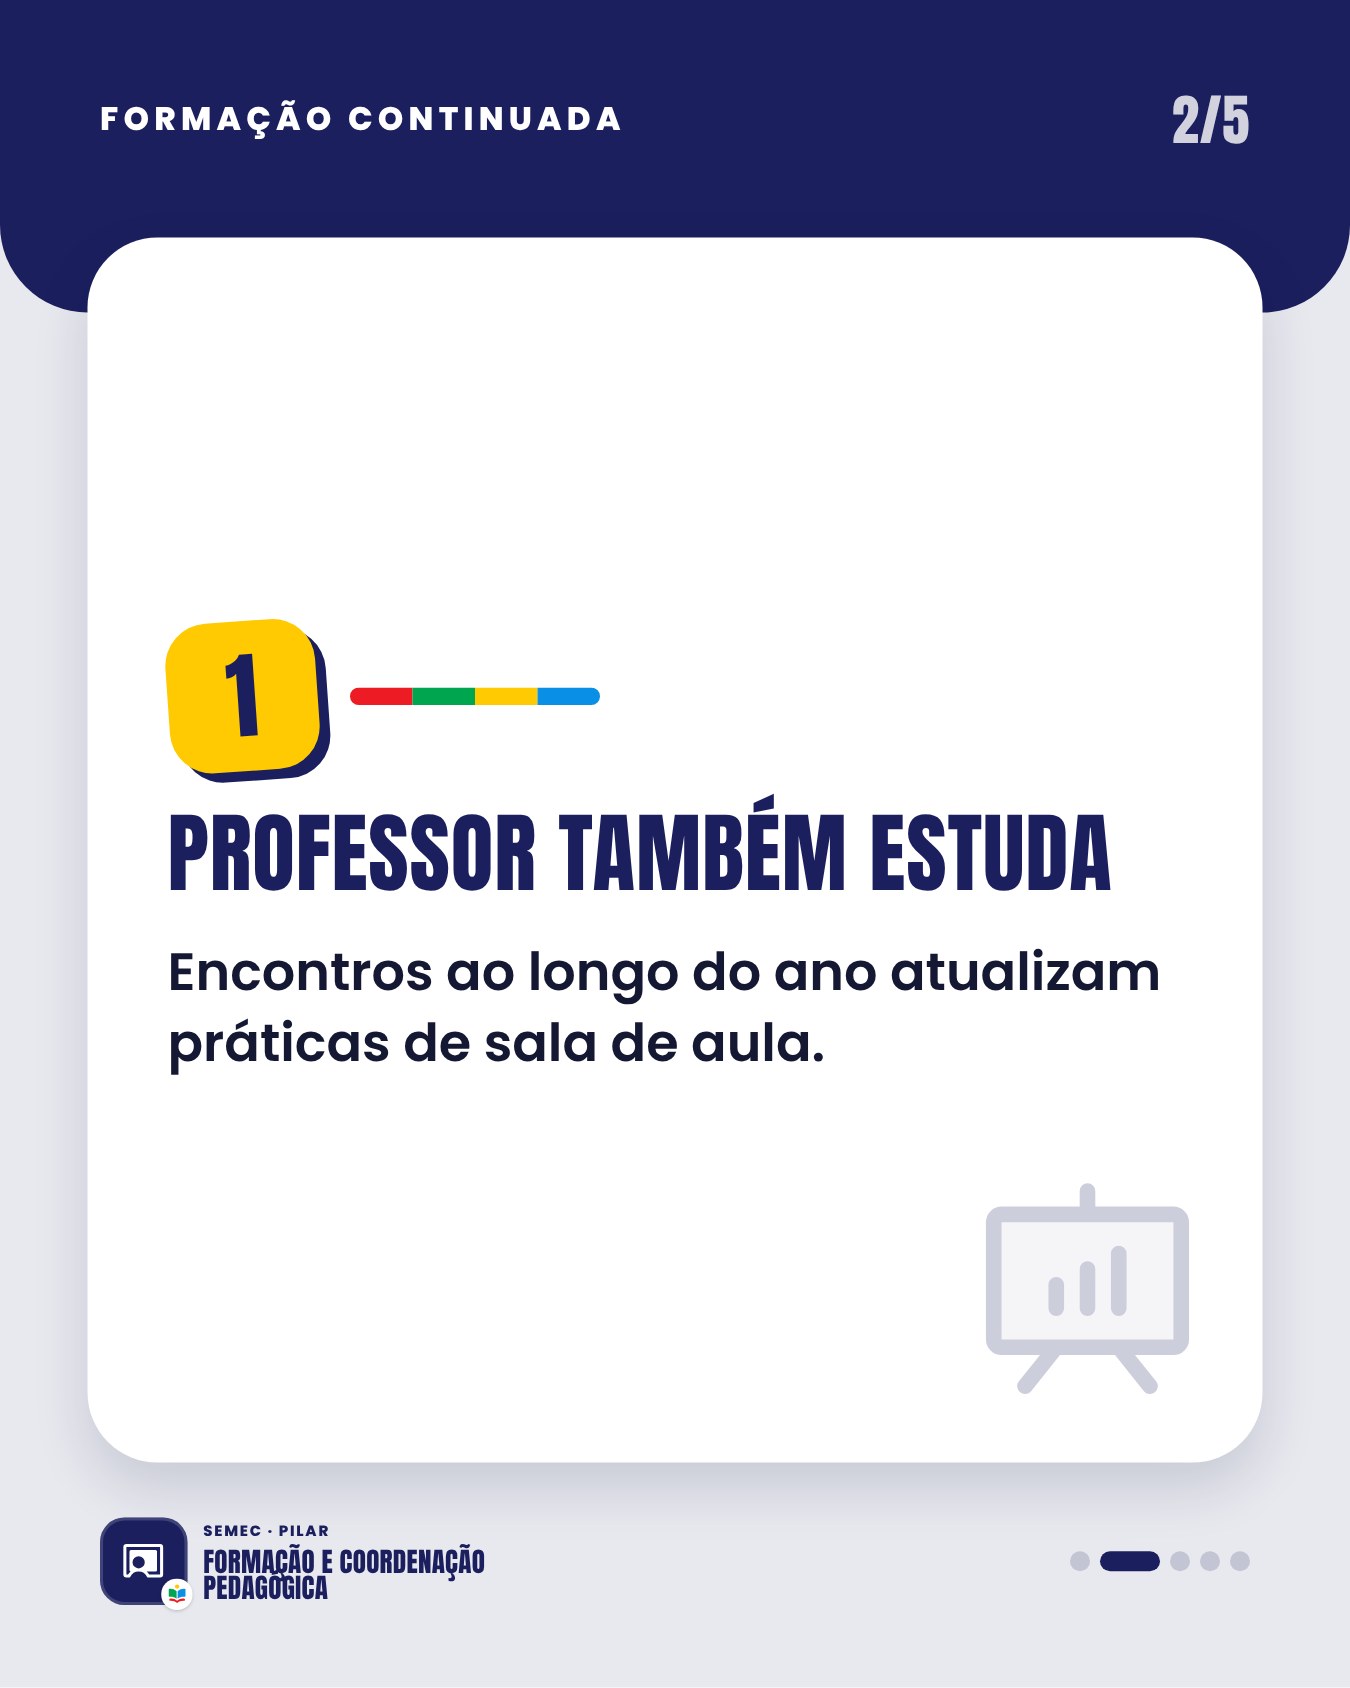 FORMAÇÃO CONTINUADA
2/5
1
PROFESSOR TAMBÉM ESTUDA
Encontros ao longo do ano atualizam
práticas de sala de aula.
SEMEC · PILAR
FORMAÇÃO E COORDENAÇÃO
PEDAGÓGICA